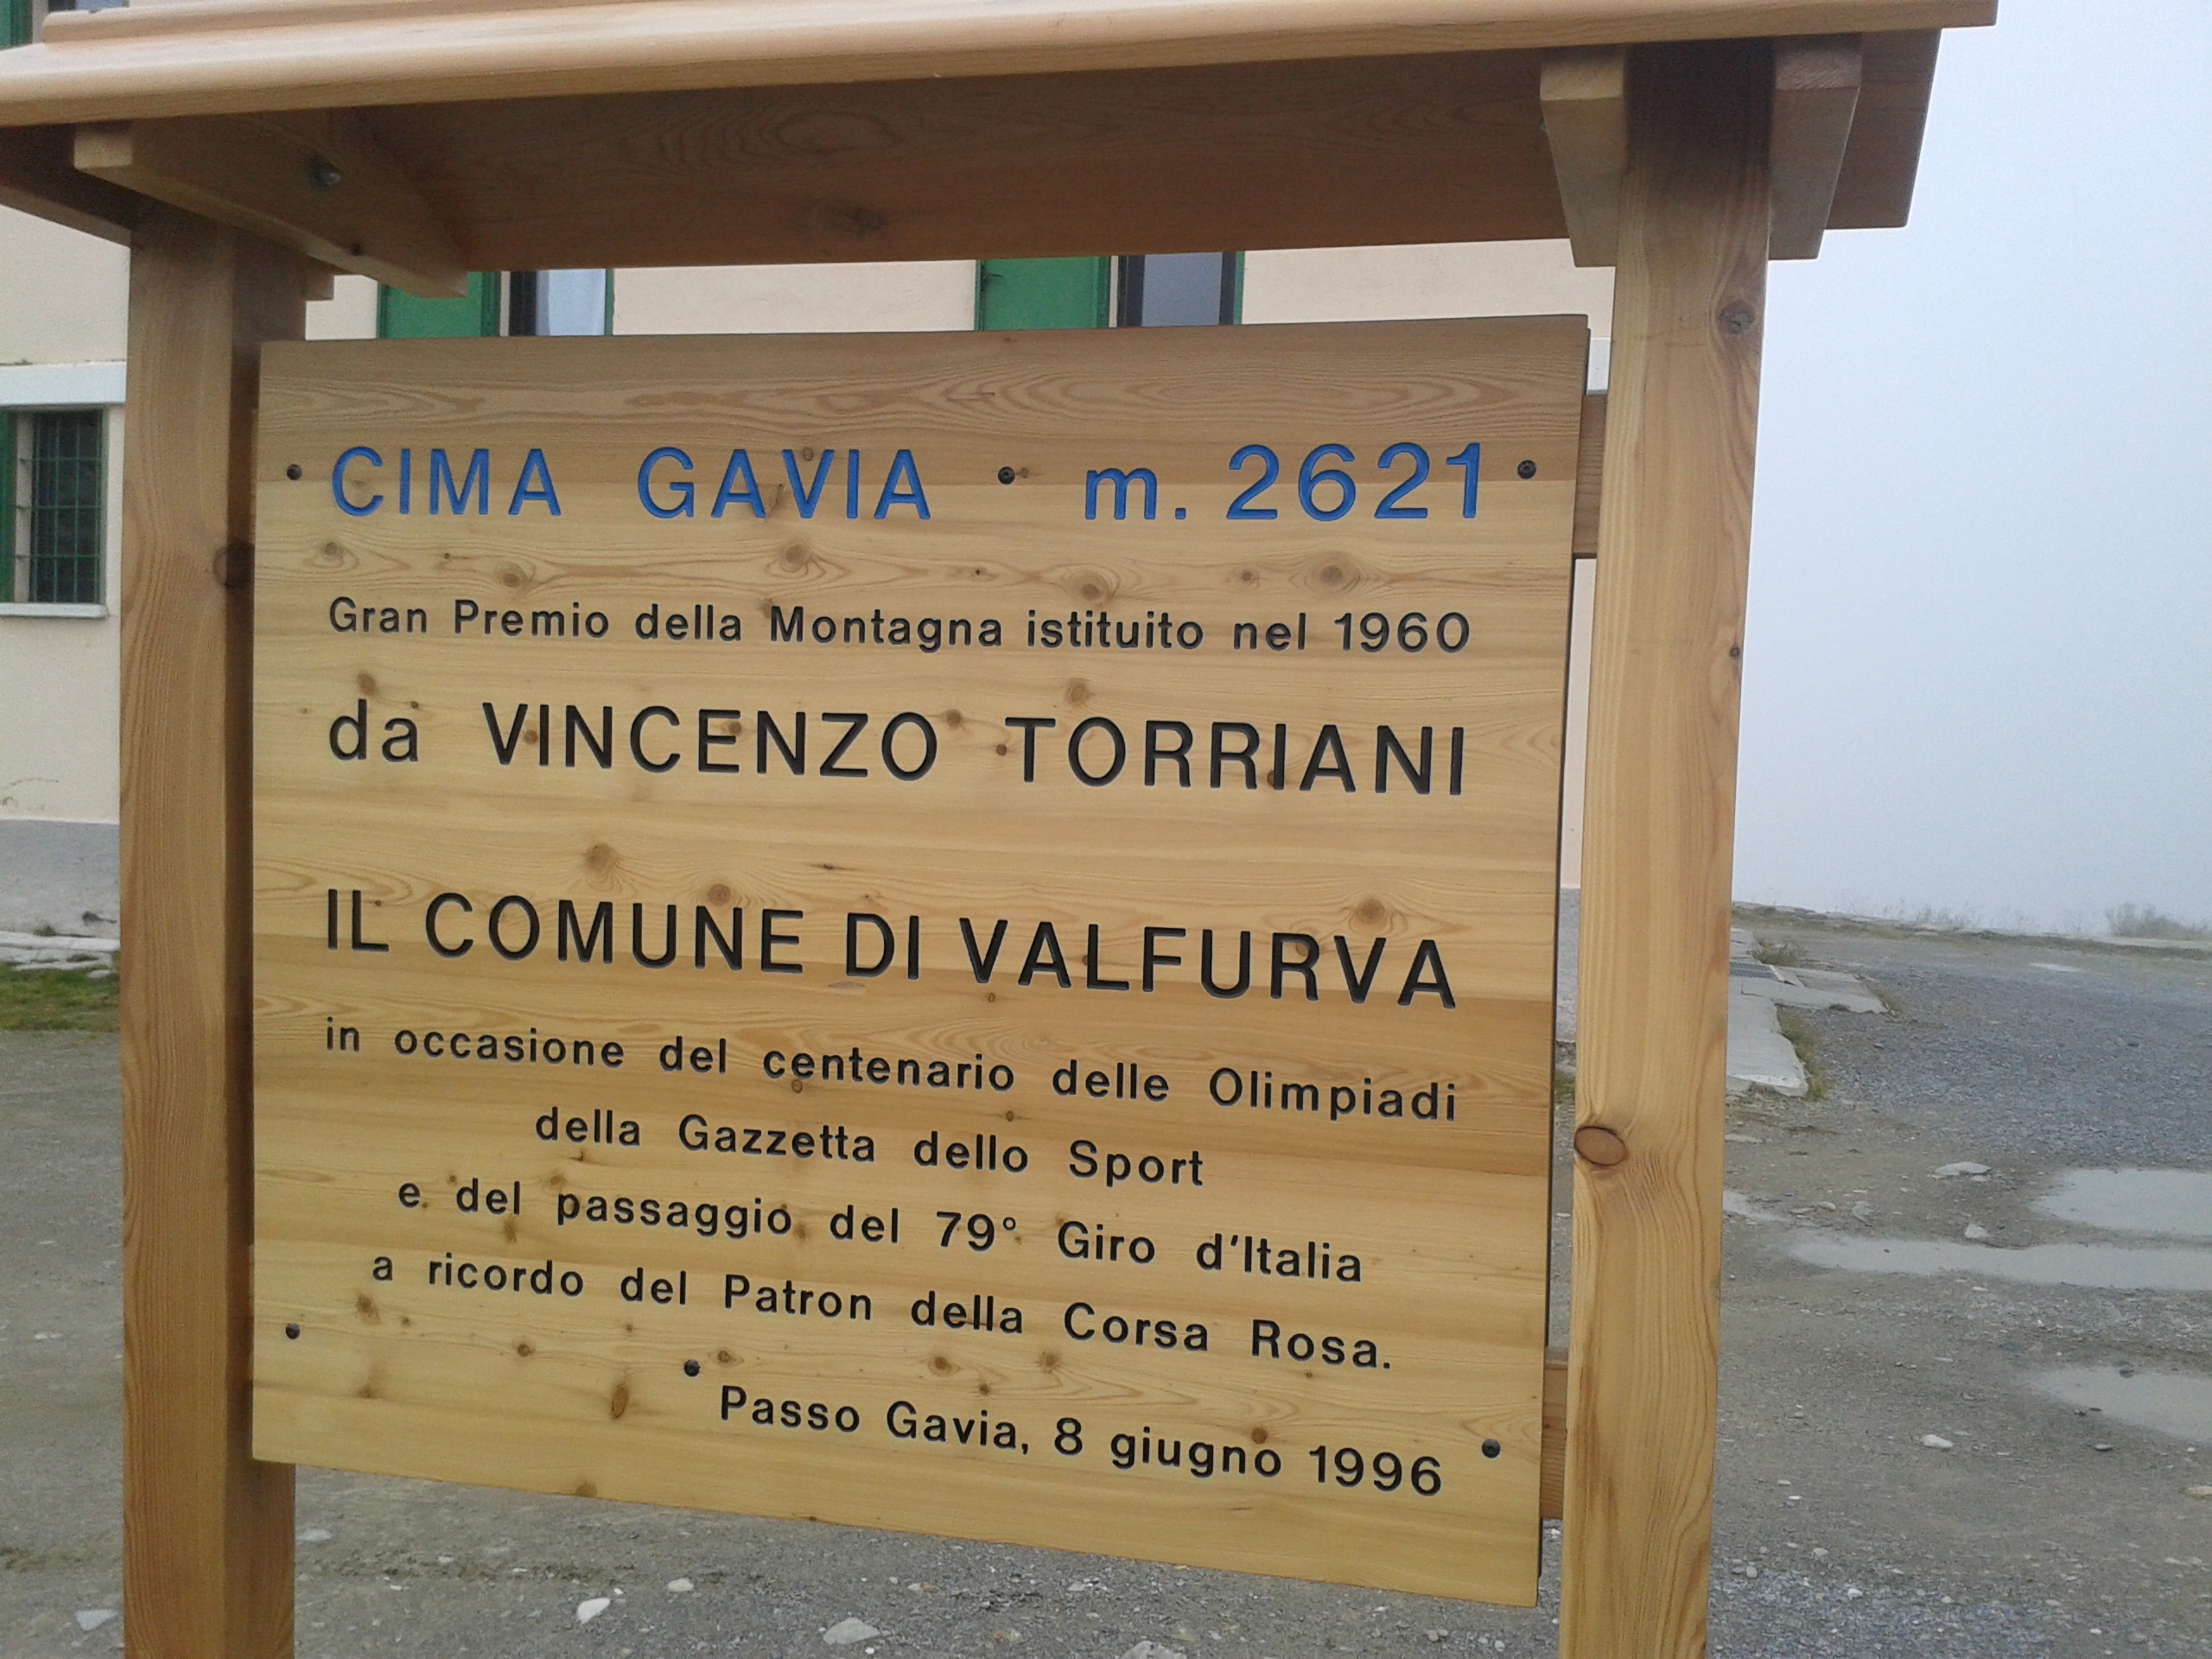 CIMA GAVIA m. 2621
Gran Premio della Montagna istituito nel 1960
da VINCENZO TORRIANI
IL COMUNE DI VALFURVA
in occasione del centenario delle Olimpiadi
della Gazzetta dello Sport
e del passaggio del 79° Giro d'Italia
a ricordo del Patron della Corsa Rosa.
Passo Gavia, 8 giugno 1996